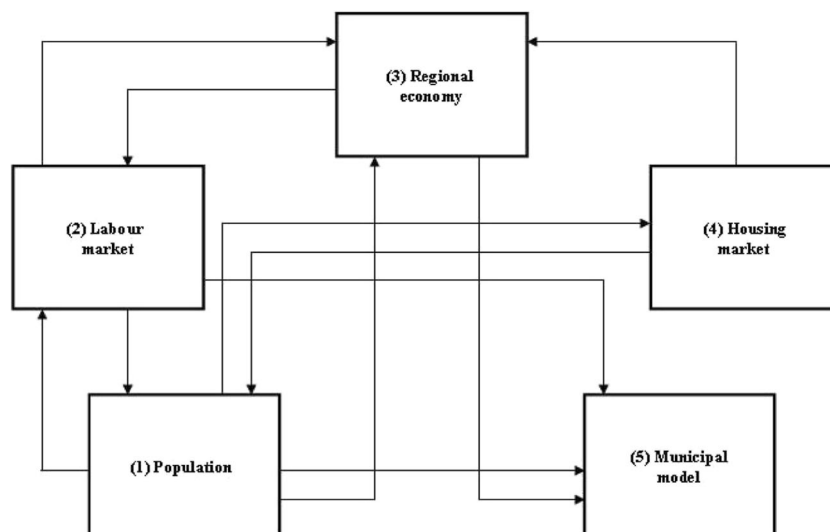 (3) Regional
economy
(2) Labour
market
(4) Housing
market
(1) Population
(5) Municipal
model